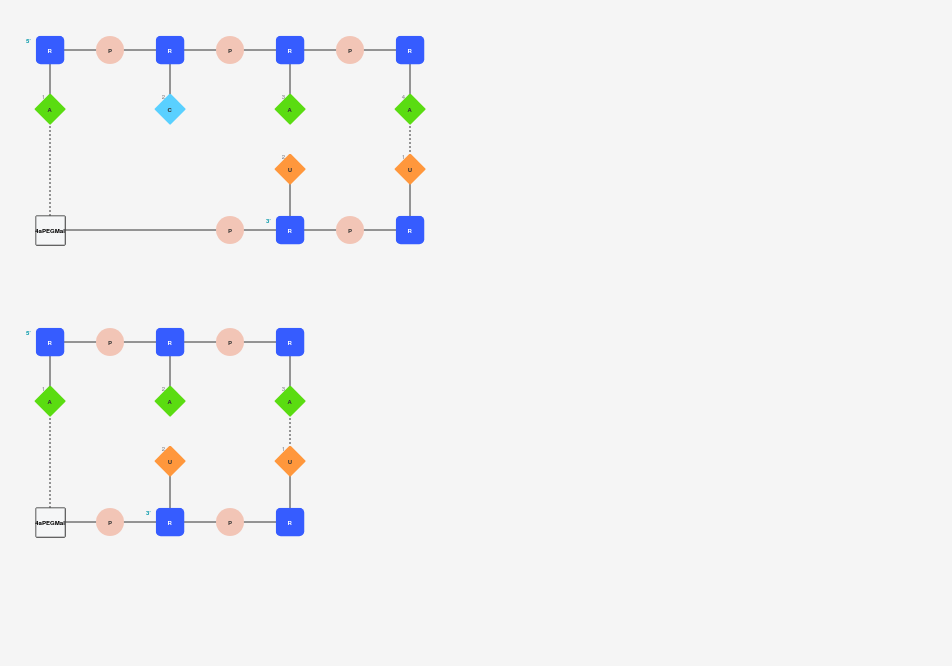 5' R P R P R P R
1 2 3 4
A C A A
2 1
U U
4aPEGMal P 3' R P R
5' R P R P R
1 2 3
A A A
2 1
U U
4aPEGMal P 3' R P R